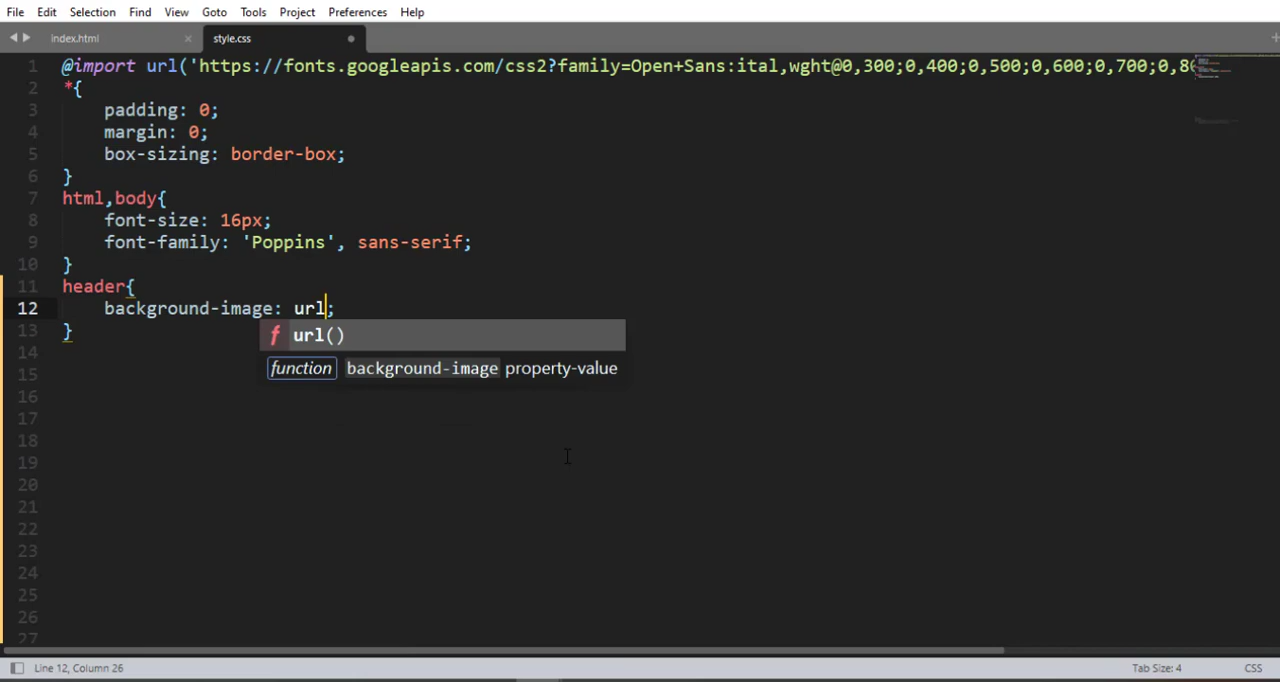 File Edit Selection Find View Goto Tools Project Preferences Help
index.html × style.css
1 @import url('https://fonts.googleapis.com/css2?family=Open+Sans:ital,wght@0,300;0,400;0,500;0,600;0,700;0,80
2 *{
3 padding: 0;
4 margin: 0;
5 box-sizing: border-box;
6 }
7 html,body{
8 font-size: 16px;
9 font-family: 'Poppins', sans-serif;
10 }
11 header{
12 background-image: url;
13 }
f url()
14
function background-image property-value
15
16
17
18
19
20
21
22
23
24
25
26
27
Line 12, Column 26 Tab Size: 4 CSS